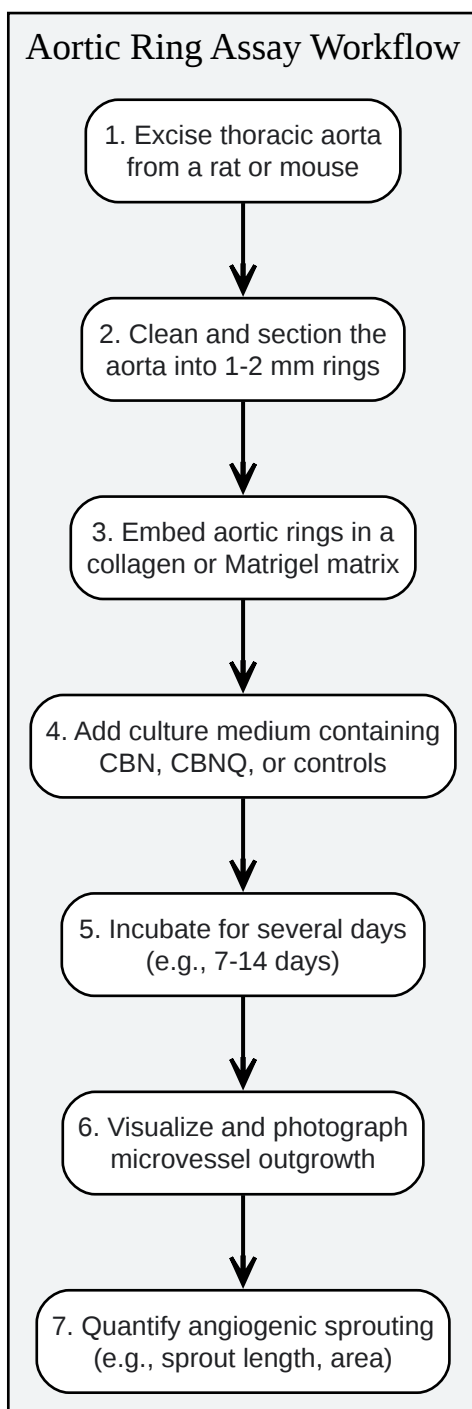 Aortic Ring Assay Workflow
1. Excise thoracic aorta
from a rat or mouse
2. Clean and section the
aorta into 1-2 mm rings
3. Embed aortic rings in a
collagen or Matrigel matrix
4. Add culture medium containing
CBN, CBNQ, or controls
5. Incubate for several days
(e.g., 7-14 days)
6. Visualize and photograph
microvessel outgrowth
7. Quantify angiogenic sprouting
(e.g., sprout length, area)